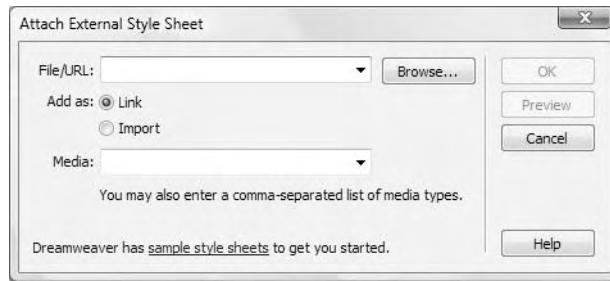 Attach External Style Sheet
File/URL: Browse... OK
Add as: Link Preview
Import Cancel
Media:
You may also enter a comma-separated list of media types.
Dreamweaver has sample style sheets to get you started. Help